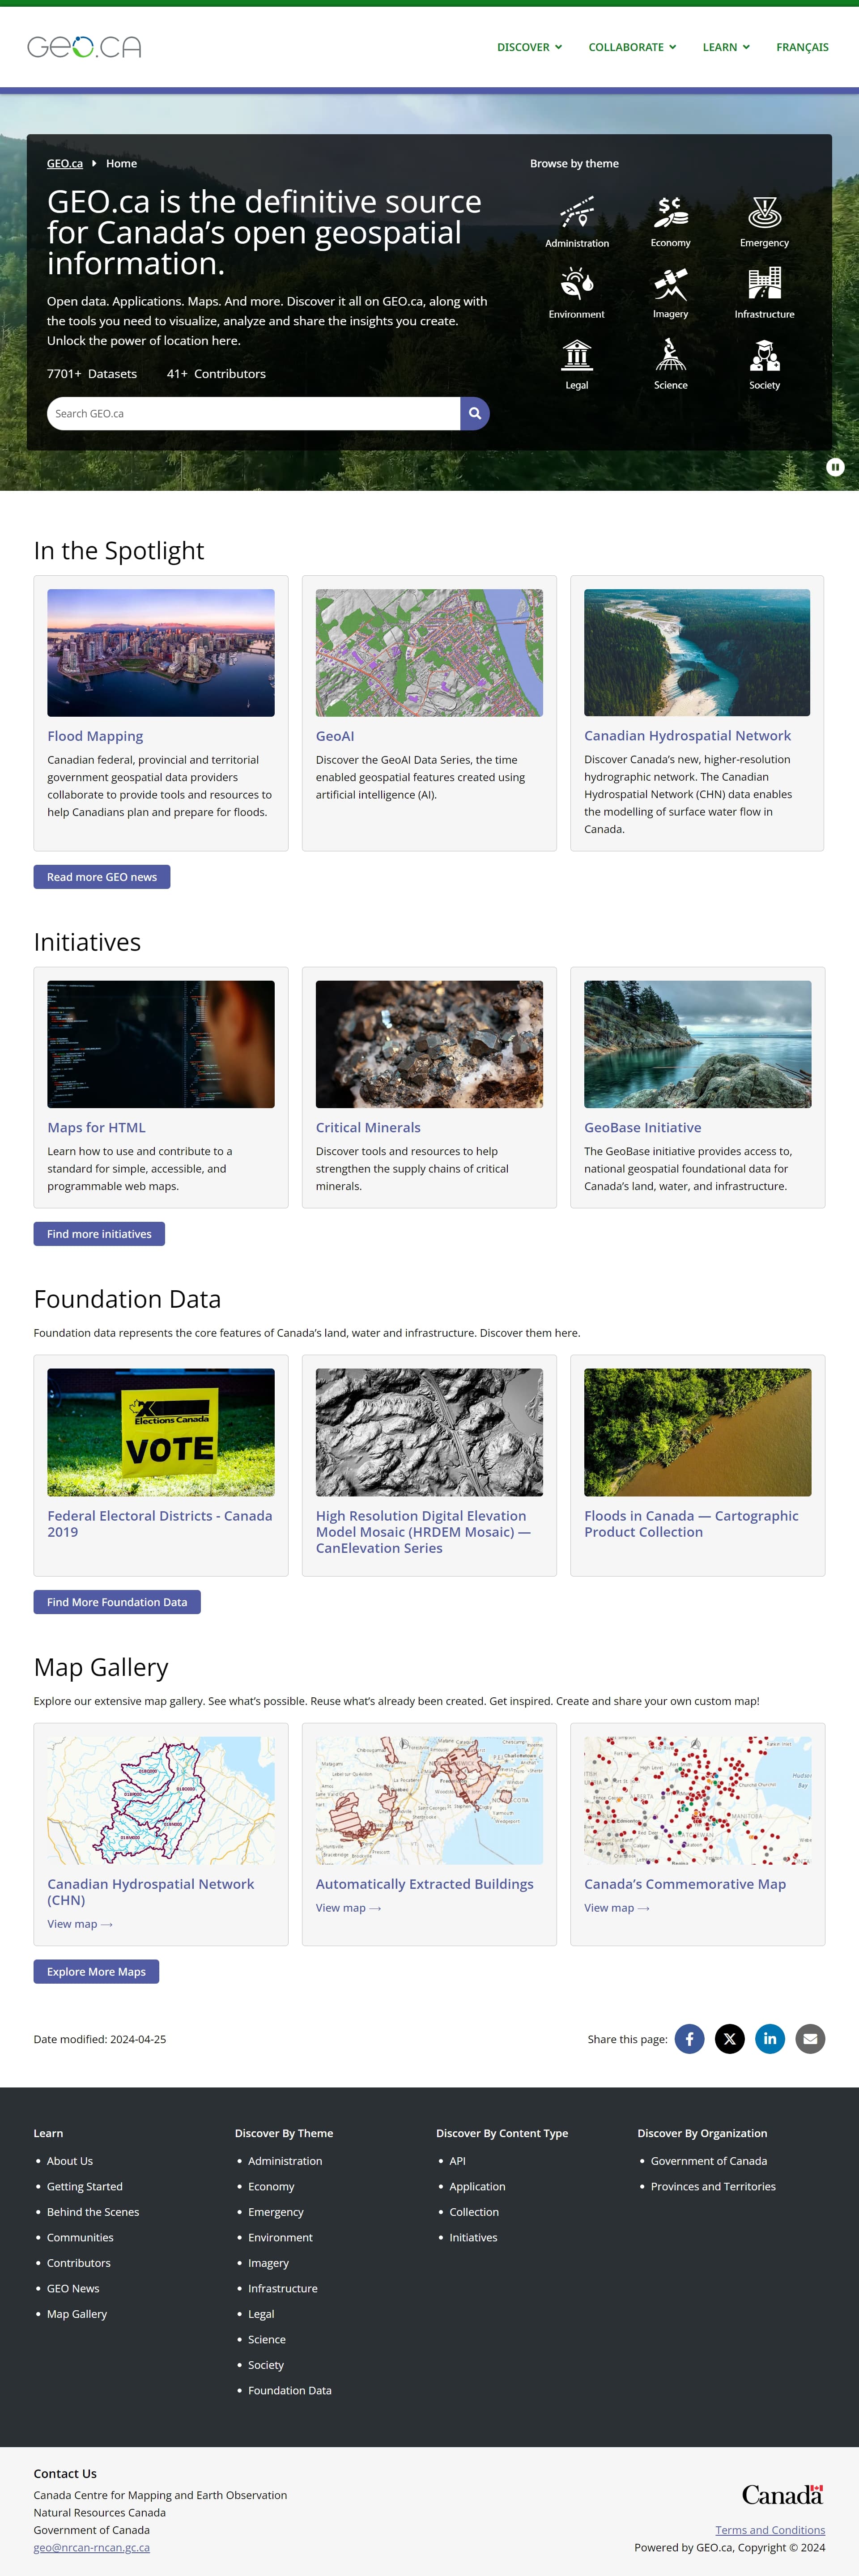 GEO.CA
DISCOVER
COLLABORATE
LEARN
FRANÇAIS
GEO.ca
Home
GEO.ca is the definitive source
for Canada's open geospatial
information.
Open data. Applications. Maps. And more. Discover it all on GEO.ca, along with
the tools you need to visualize, analyze and share the insights you create.
Unlock the power of location here.
7701+ Datasets
41+ Contributors
Search GEO.ca
Browse by theme
Administration
Economy
Emergency
Environment
Imagery
Infrastructure
Legal
Science
Society
In the Spotlight
Flood Mapping
Canadian federal, provincial and territorial
government geospatial data providers
collaborate to provide tools and resources to
help Canadians plan and prepare for floods.
GeoAI
Discover the GeoAI Data Series, the time
enabled geospatial features created using
artificial intelligence (AI).
Canadian Hydrospatial Network
Discover Canada's new, higher-resolution
hydrographic network. The Canadian
Hydrospatial Network (CHN) data enables
the modelling of surface water flow in
Canada.
Read more GEO news
Initiatives
Maps for HTML
Learn how to use and contribute to a
standard for simple, accessible, and
programmable web maps.
Critical Minerals
Discover tools and resources to help
strengthen the supply chains of critical
minerals.
GeoBase Initiative
The GeoBase initiative provides access to,
national geospatial foundational data for
Canada's land, water, and infrastructure.
Find more initiatives
Foundation Data
Foundation data represents the core features of Canada's land, water and infrastructure. Discover them here.
Elections Canada
VOTE
Federal Electoral Districts - Canada
2019
High Resolution Digital Elevation
Model Mosaic (HRDEM Mosaic) —
CanElevation Series
Floods in Canada — Cartographic
Product Collection
Find More Foundation Data
Map Gallery
Explore our extensive map gallery. See what's possible. Reuse what's already been created. Get inspired. Create and share your own custom map!
Canadian Hydrospatial Network
(CHN)
View map →
Automatically Extracted Buildings
View map →
MANITOBA
Hudson
Bay
Canada's Commemorative Map
View map →
Explore More Maps
Date modified: 2024-04-25
Share this page:
Learn
About Us
Getting Started
Behind the Scenes
Communities
Contributors
GEO News
Map Gallery
Discover By Theme
Administration
Economy
Emergency
Environment
Imagery
Infrastructure
Legal
Science
Society
Foundation Data
Discover By Content Type
API
Application
Collection
Initiatives
Discover By Organization
Government of Canada
Provinces and Territories
Contact Us
Canada Centre for Mapping and Earth Observation
Natural Resources Canada
Government of Canada
geo@nrcan-rncan.gc.ca
Canada
Terms and Conditions
Powered by GEO.ca, Copyright © 2024